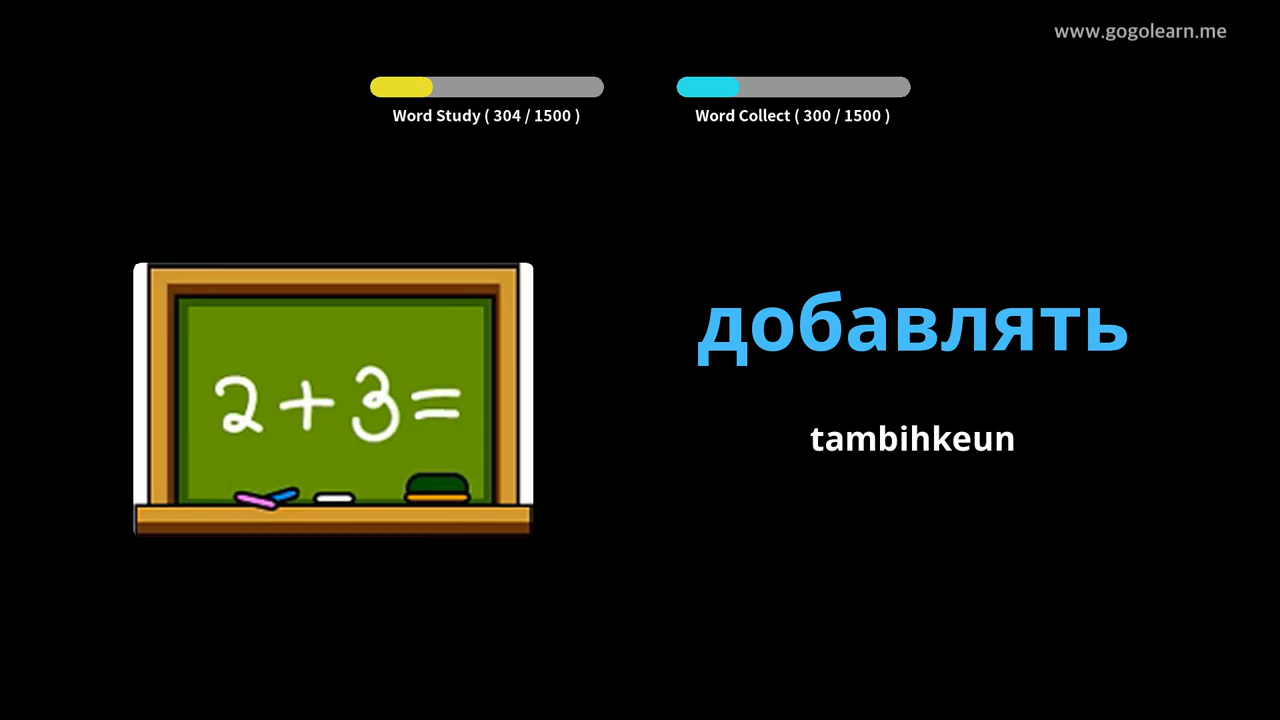 www.gogolearn.me
Word Study ( 304 / 1500 )
Word Collect ( 300 / 1500 )
2 + 3 =
добавлять
tambihkeun